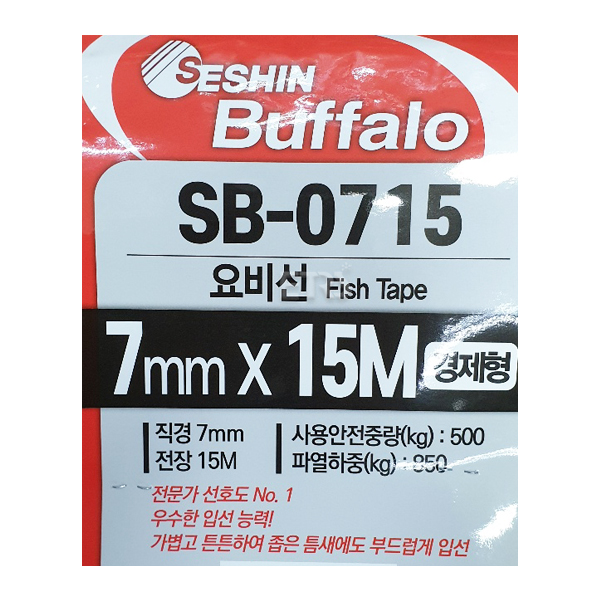 SESHIN
Buffalo
SB-0715
요비선 Fish Tape
7mm X 15M 경제형
직경 7mm
전장 15M
사용안전중량(kg) : 500
파열하중(kg) : 850
전문가 선호도 No. 1
우수한 입선 능력!
가볍고 튼튼하여 좁은 틈새에도 부드럽게 입선